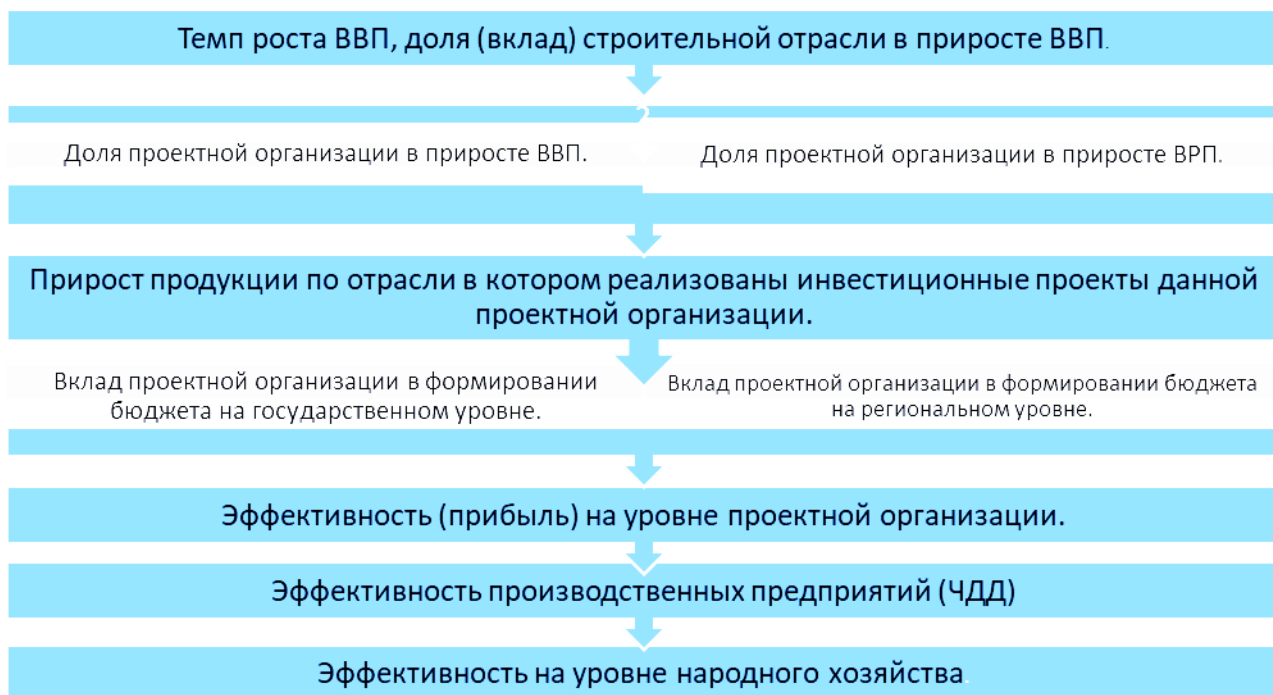 Темп роста ВВП, доля (вклад) строительной отрасли в приросте ВВП.
2
Доля проектной организации в приросте ВВП.
Доля проектной организации в приросте ВРП.
Прирост продукции по отрасли в котором реализованы инвестиционные проекты данной
проектной организации.
Вклад проектной организации в формировании
бюджета на государственном уровне.
Вклад проектной организации в формировании бюджета
на региональном уровне.
Эффективность (прибыль) на уровне проектной организации.
Эффективность производственных предприятий (ЧДД)
Эффективность на уровне народного хозяйства.